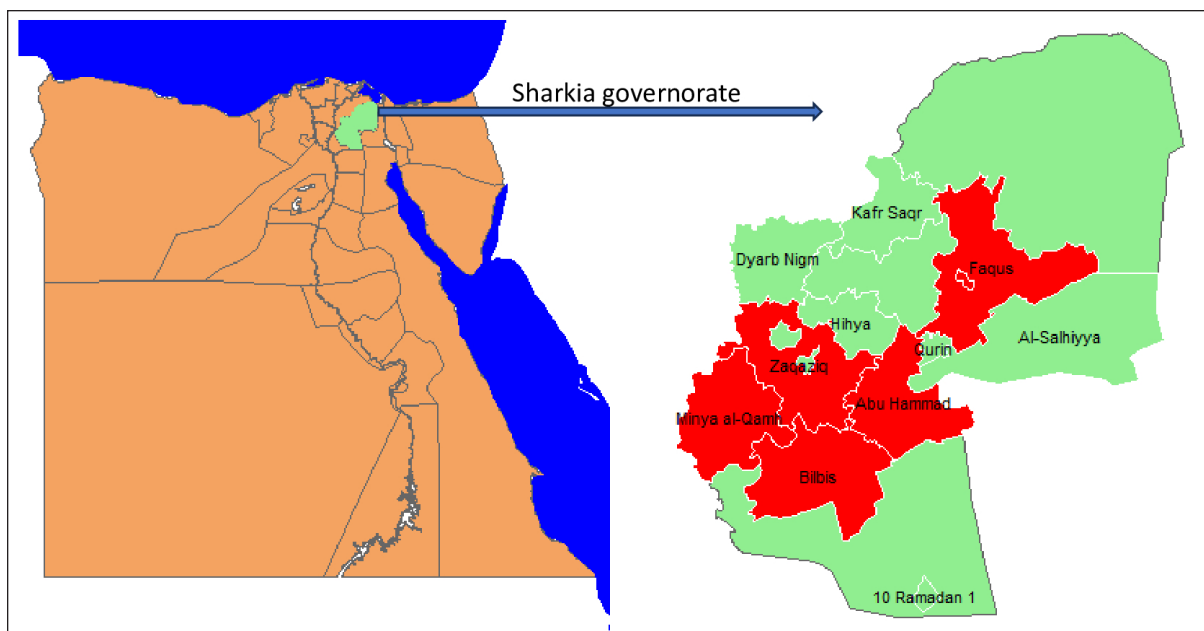 Sharkia governorate
Kafr Saqr
Dyarb Nigm
Faqus
Hihya
Qurin
Al-Salhiyya
Zaqaziq
Minya al-Qamh
Abu Hammad
Bilbis
10 Ramadan 1